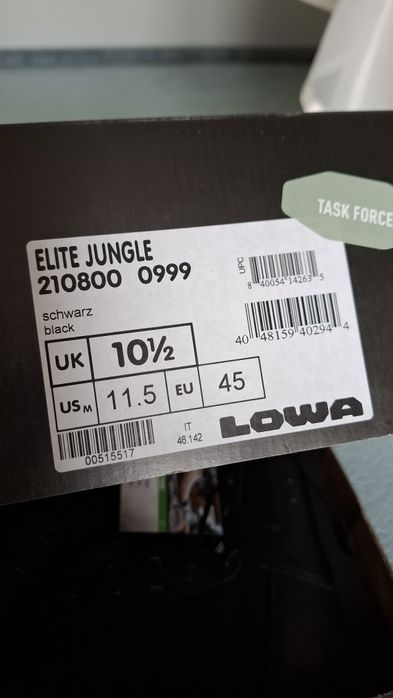 TASK FORCE
ELITE JUNGLE
210800 0999
UPC
8 40054 14263 5
schwarz
black
40 48159 40294 4
UK 10½
US M 11.5 EU 45
00515517
IT
46.142
LOWA